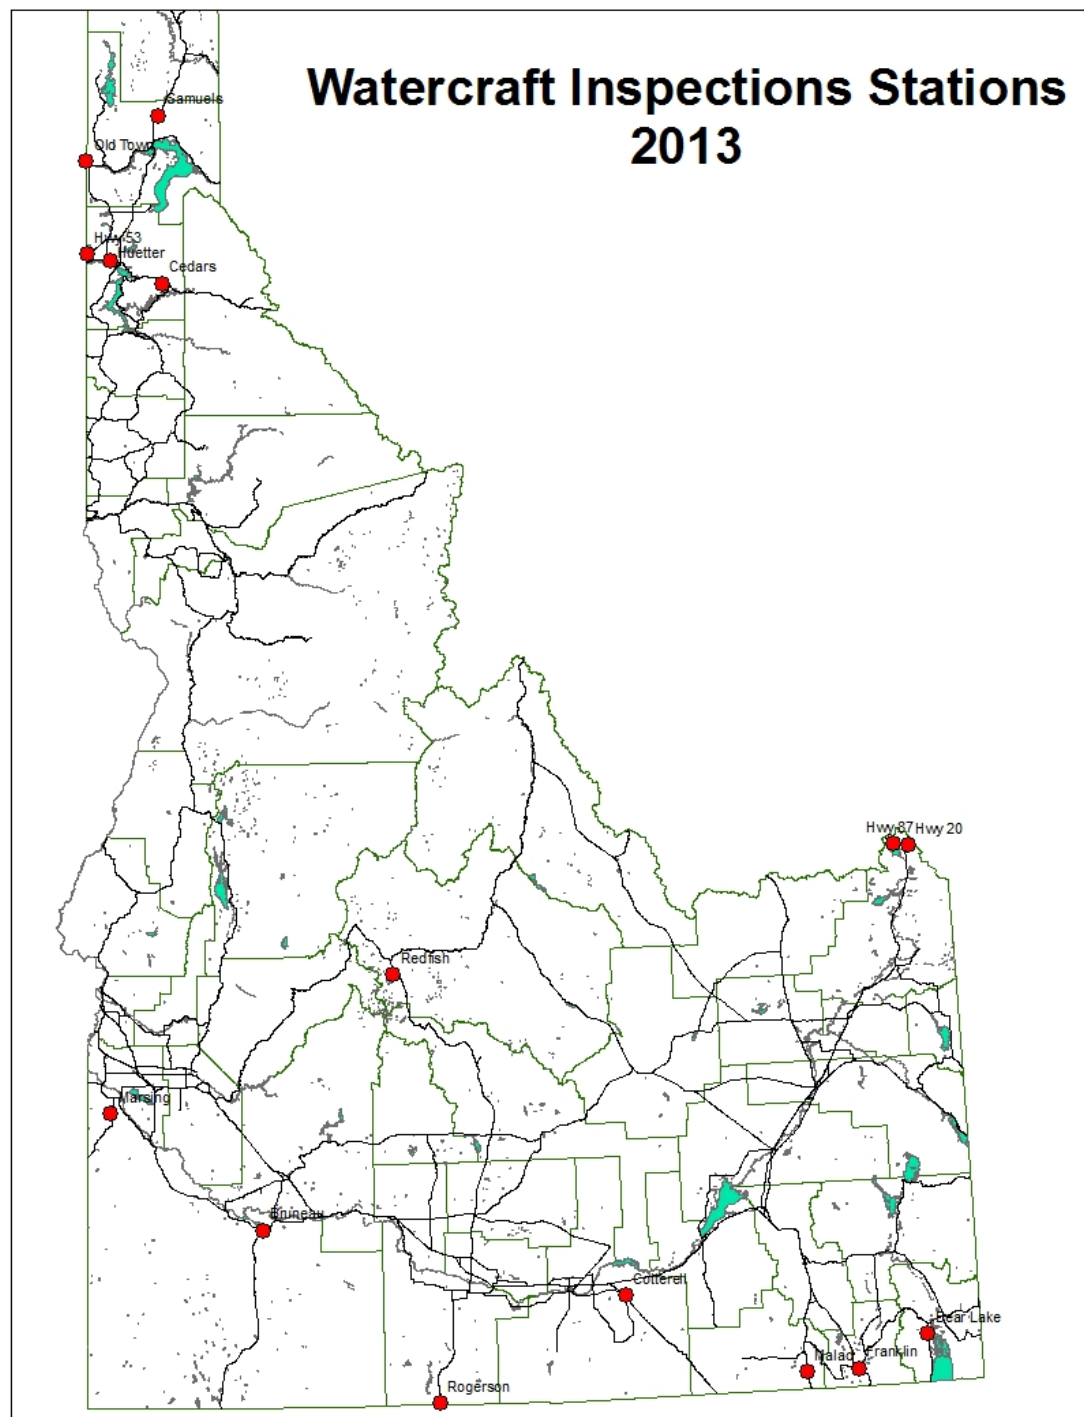 Watercraft Inspections Stations
2013
Samuels
Old Town
Hwy 53
Huetter
Cedars
Hwy 87
Hwy 20
Redfish
Marsing
Bruneau
Cotterell
Bear Lake
Malad
Franklin
Rogerson